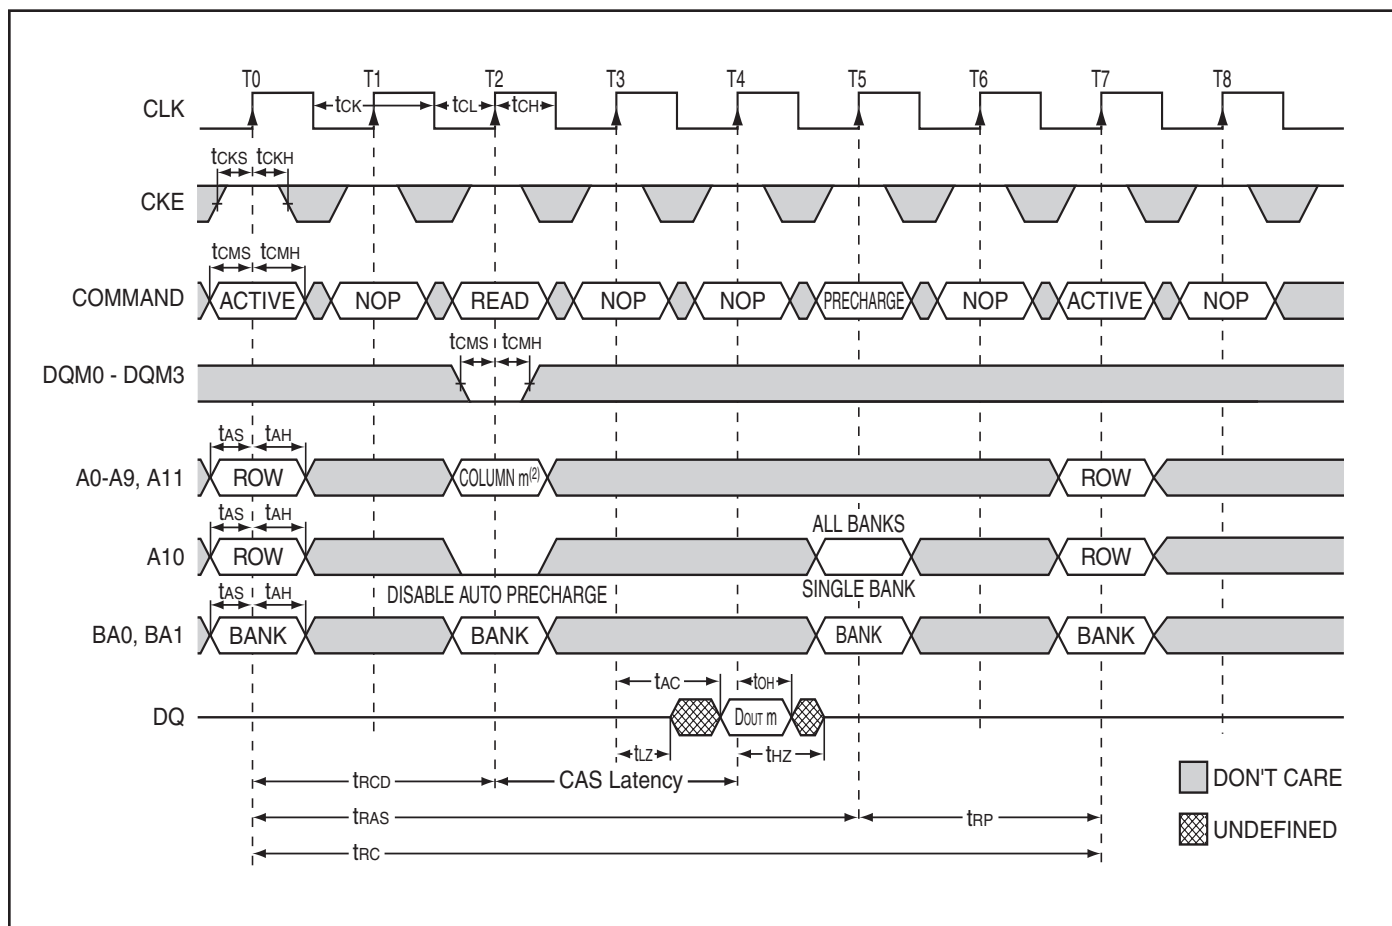 T0 T1 T2 T3 T4 T5 T6 T7 T8
CLK tCK tCL tCH
tCKS tCKH
CKE
tCMS tCMH
COMMAND ACTIVE NOP READ NOP NOP PRECHARGE NOP ACTIVE NOP
tCMS tCMH
DQM0 - DQM3
tAS tAH
A0-A9, A11 ROW COLUMN m(2) ROW
tAS tAH ALL BANKS
A10 ROW ROW
DISABLE AUTO PRECHARGE SINGLE BANK
tAS tAH
BA0, BA1 BANK BANK BANK BANK
tAC tOH
DQ DOUT m
tLZ tHZ
tRCD CAS Latency
DON'T CARE
tRAS tRP
UNDEFINED
tRC